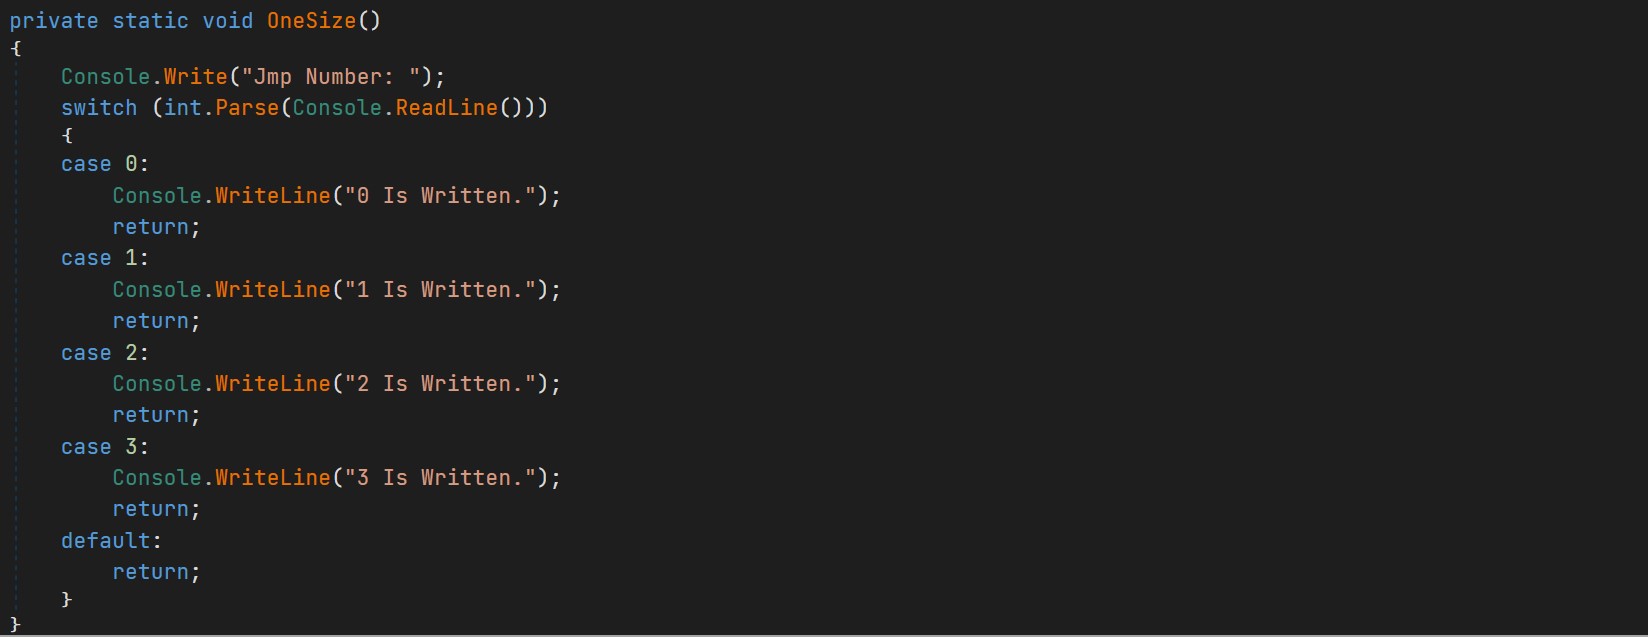 private static void OneSize()
{
    Console.Write("Jmp Number: ");
    switch (int.Parse(Console.ReadLine()))
    {
    case 0:
        Console.WriteLine("0 Is Written.");
        return;
    case 1:
        Console.WriteLine("1 Is Written.");
        return;
    case 2:
        Console.WriteLine("2 Is Written.");
        return;
    case 3:
        Console.WriteLine("3 Is Written.");
        return;
    default:
        return;
    }
}